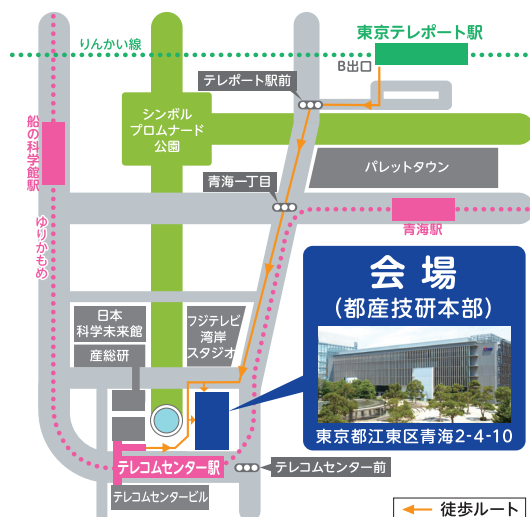 東京テレポート駅
りんかい線
B出口
テレポート駅前
シンボル
プロムナード
公園
船の科学館駅
パレットタウン
青海一丁目
青海駅
ゆりかもめ
会場
(都産技研本部)
日本
科学未来館
産総研
フジテレビ
湾岸
スタジオ
東京都江東区青海2-4-10
テレコムセンター駅
テレコムセンター前
テレコムセンタービル
徒歩ルート